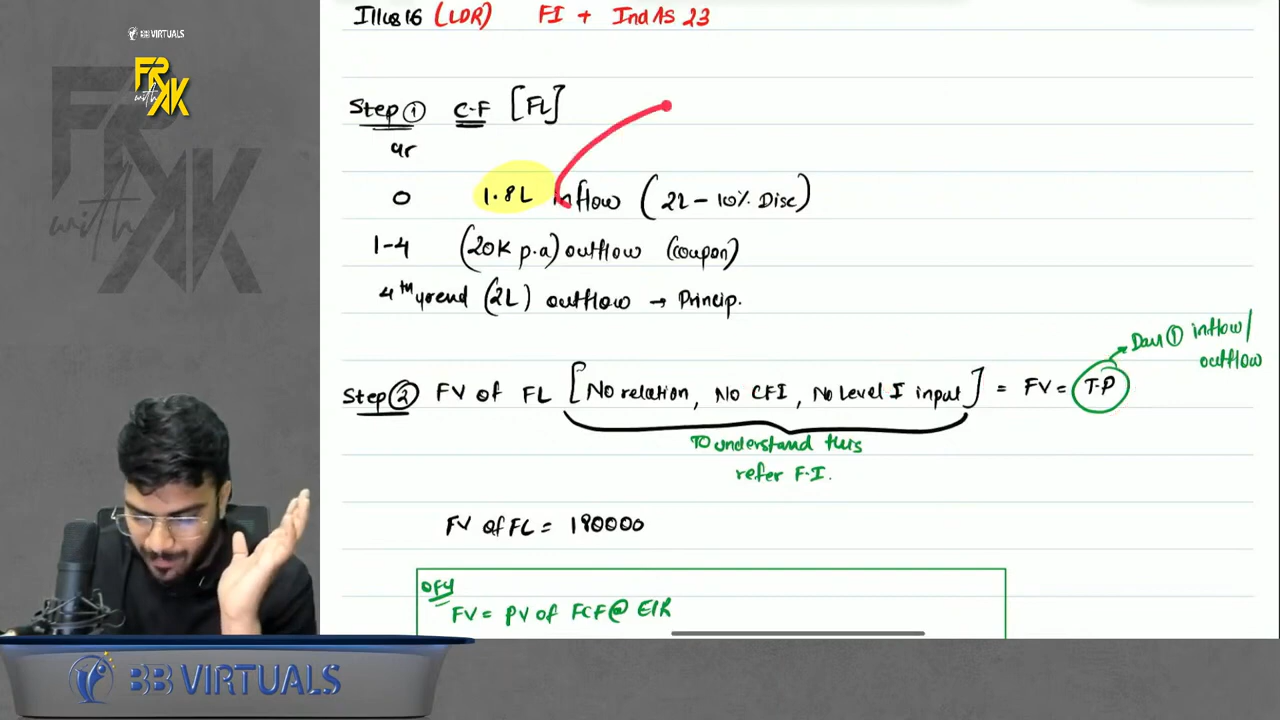 Illus 16 (LDR) FI + Ind AS 23
BB VIRTUALS
FR
with
AK
Step ① C.F [FL]
yr
0 1.8L inflow (2L - 10% Disc)
1-4 (20K p.a) outflow (coupon)
4th yr end (2L) outflow → Princip.
Day ① inflow/
outflow
Step ② FV of FL [No relation, No CFI, No level I input] = FV = T.P
To understand this
refer F.I.
FV of FL = 180000
FV = PV of FCF @ EIR
BB VIRTUALS